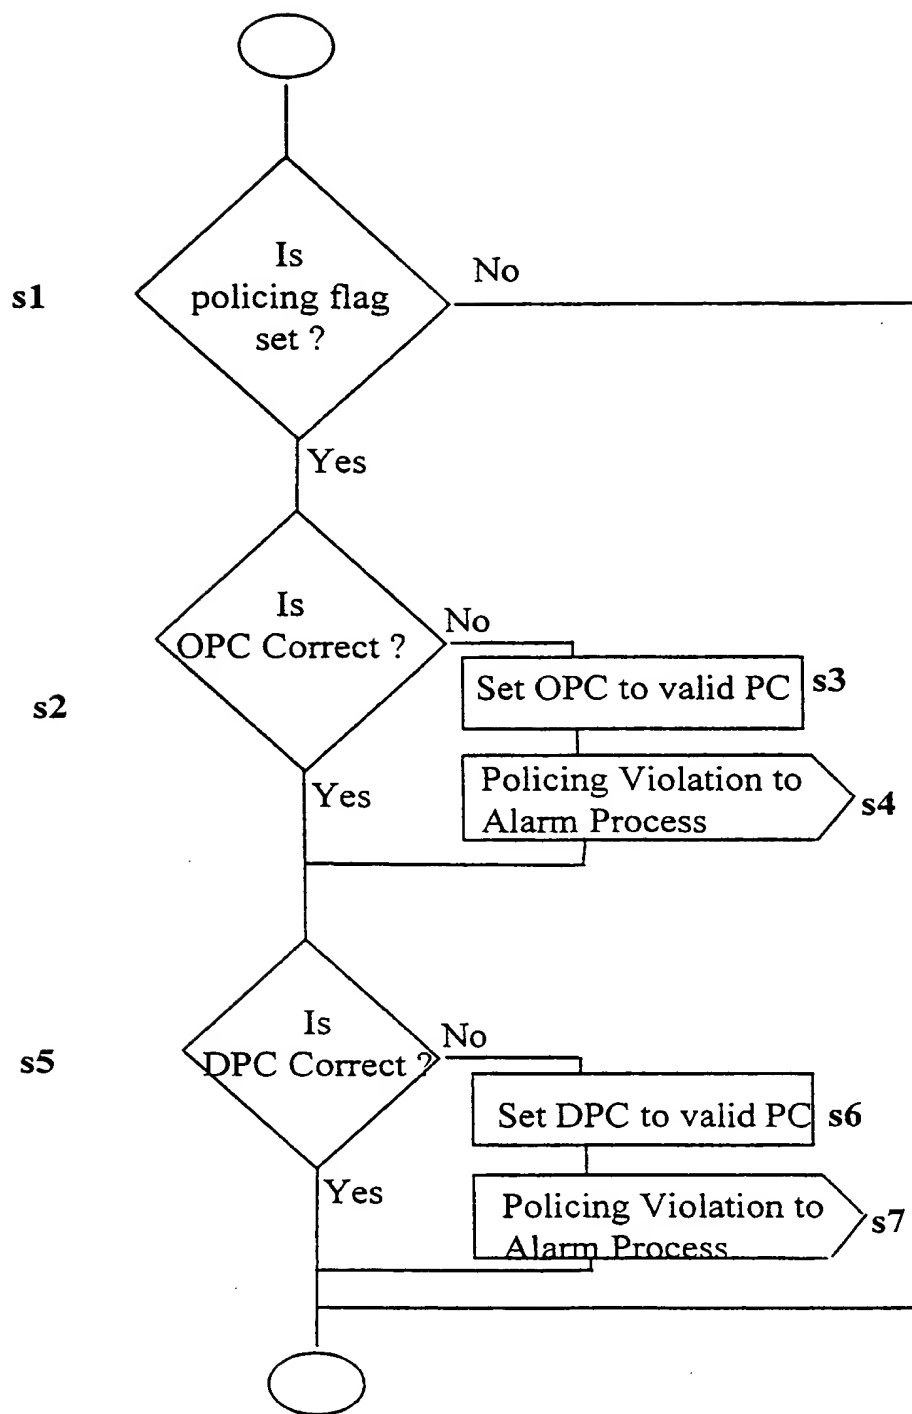 Is
policing flag
set ?
No
s1
Yes
Is
OPC Correct ?
No
s2
Set OPC to valid PC
s3
Yes
Policing Violation to
Alarm Process
s4
Is
DPC Correct ?
No
s5
Set DPC to valid PC
s6
Yes
Policing Violation to
Alarm Process
s7